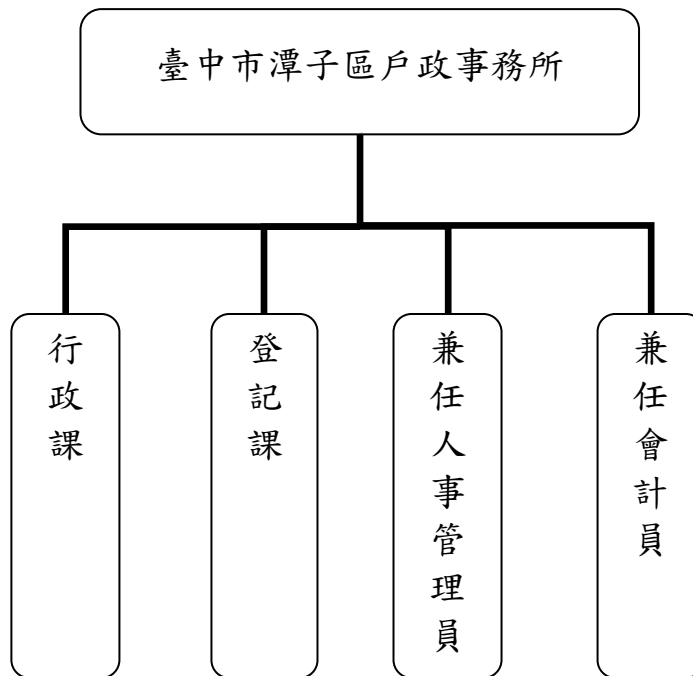 臺中市潭子區戶政事務所
行政課
登記課
兼任人事管理員
兼任會計員